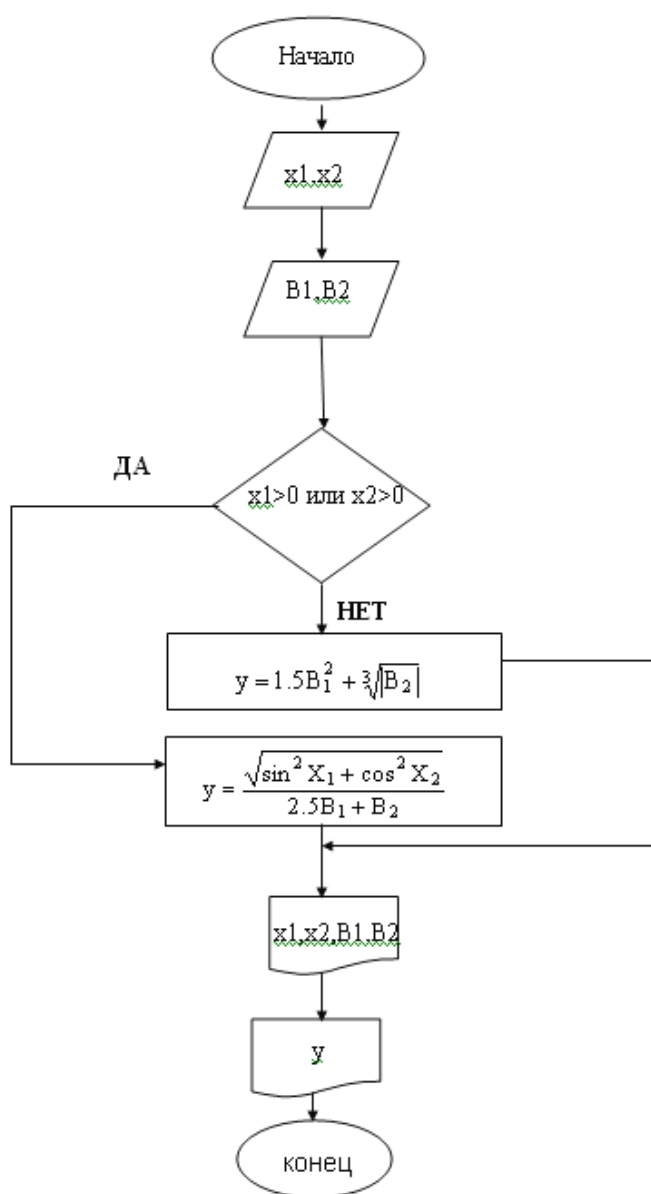 Начало
x1,x2
B1,B2
ДА
x1>0 или x2>0
НЕТ
y = 1.5B₁² + ∛|B₂|
y = √(sin² X₁ + cos² X₂) / (2.5B₁ + B₂)
x1,x2,B1,B2
y
конец